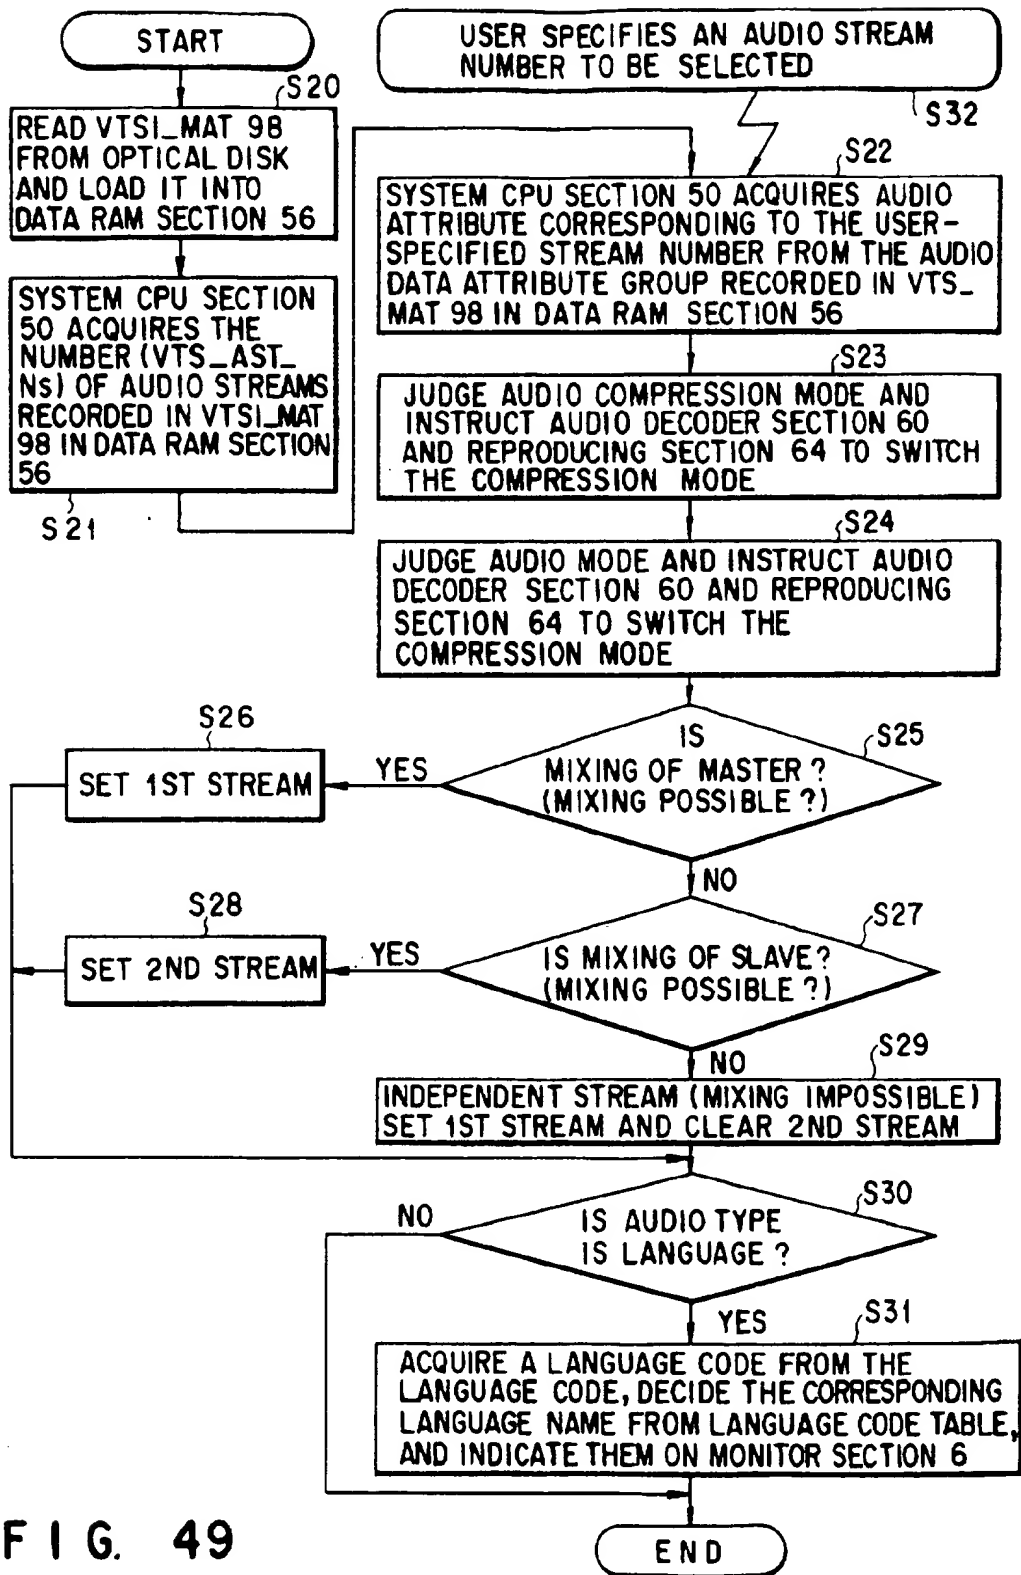 START
S20
READ VTSI_MAT 98
FROM OPTICAL DISK
AND LOAD IT INTO
DATA RAM SECTION 56
SYSTEM CPU SECTION
50 ACQUIRES THE
NUMBER (VTS_AST_
Ns) OF AUDIO STREAMS
RECORDED IN VTSI_MAT
98 IN DATA RAM SECTION
56
S21
USER SPECIFIES AN AUDIO STREAM
NUMBER TO BE SELECTED
S32
S22
SYSTEM CPU SECTION 50 ACQUIRES AUDIO
ATTRIBUTE CORRESPONDING TO THE USER-
SPECIFIED STREAM NUMBER FROM THE AUDIO
DATA ATTRIBUTE GROUP RECORDED IN VTS_
MAT 98 IN DATA RAM SECTION 56
S23
JUDGE AUDIO COMPRESSION MODE AND
INSTRUCT AUDIO DECODER SECTION 60
AND REPRODUCING SECTION 64 TO SWITCH
THE COMPRESSION MODE
S24
JUDGE AUDIO MODE AND INSTRUCT AUDIO
DECODER SECTION 60 AND REPRODUCING
SECTION 64 TO SWITCH THE
COMPRESSION MODE
S25
IS
MIXING OF MASTER?
(MIXING POSSIBLE?)
YES
S26
SET 1ST STREAM
NO
S27
IS MIXING OF SLAVE?
(MIXING POSSIBLE?)
YES
S28
SET 2ND STREAM
NO
S29
INDEPENDENT STREAM (MIXING IMPOSSIBLE)
SET 1ST STREAM AND CLEAR 2ND STREAM
S30
IS AUDIO TYPE
IS LANGUAGE?
NO
YES
S31
ACQUIRE A LANGUAGE CODE FROM THE
LANGUAGE CODE, DECIDE THE CORRESPONDING
LANGUAGE NAME FROM LANGUAGE CODE TABLE,
AND INDICATE THEM ON MONITOR SECTION 6
END
FIG. 49